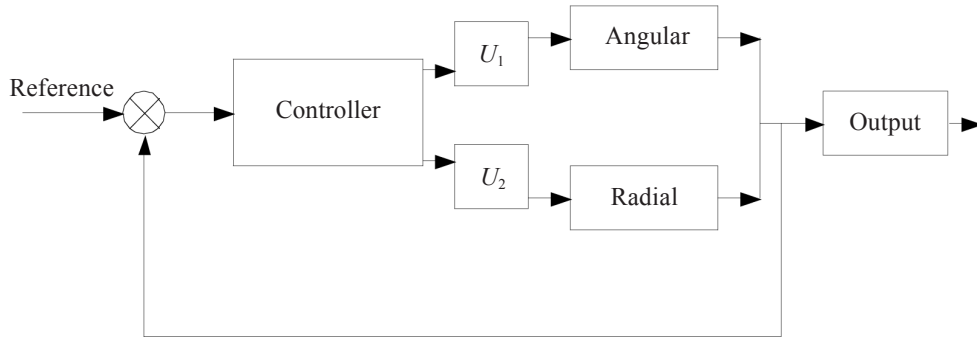 Reference
Controller
U₁
Angular
U₂
Radial
Output